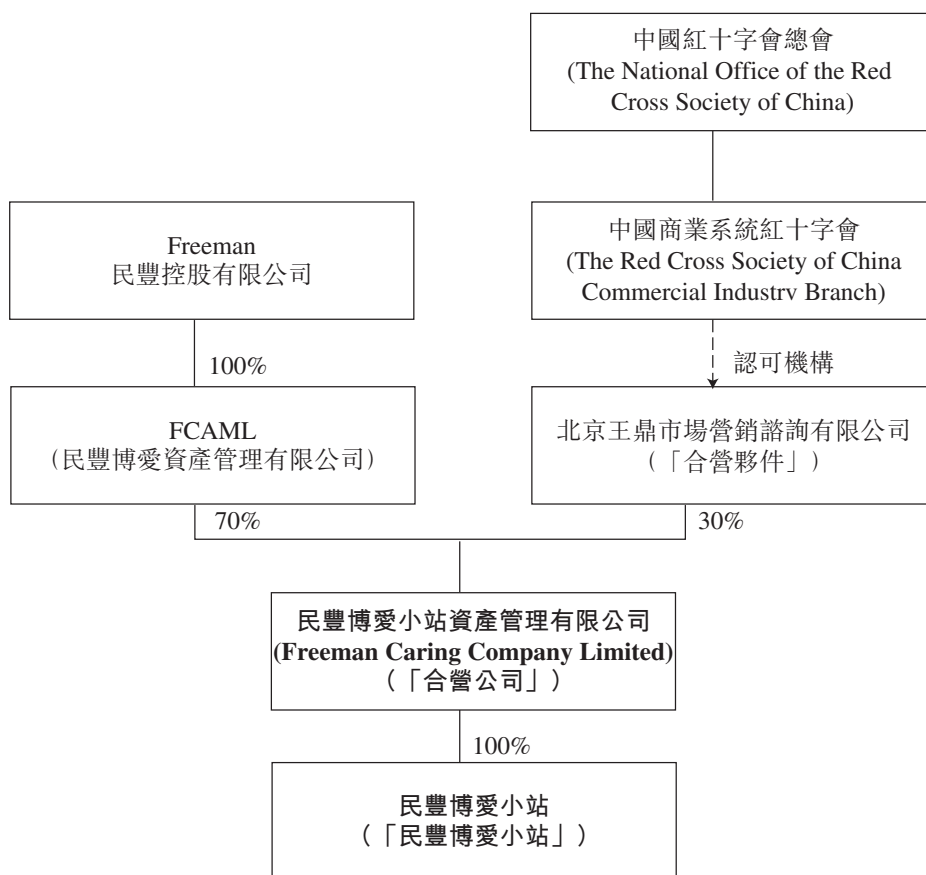 中國紅十字會總會
(The National Office of the Red
Cross Society of China)
Freeman
民豐控股有限公司
中國商業系統紅十字會
(The Red Cross Society of China
Commercial Industry Branch)
100%
認可機構
FCAML
（民豐博愛資產管理有限公司）
北京王鼎市場營銷諮詢有限公司
（「合營夥伴」）
70%
30%
民豐博愛小站資產管理有限公司
(Freeman Caring Company Limited)
（「合營公司」）
100%
民豐博愛小站
（「民豐博愛小站」）